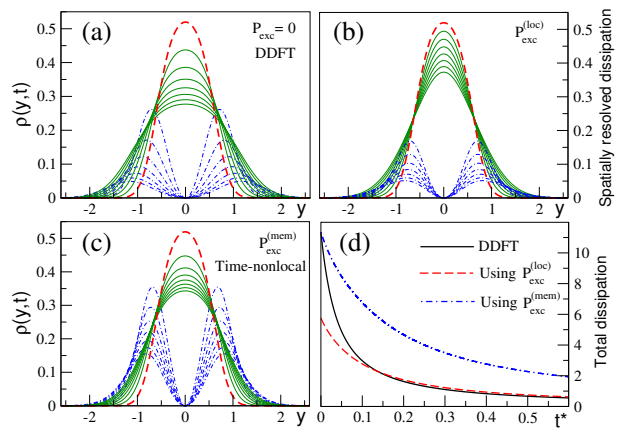 (a)
P_exc = 0
DDFT
ρ(y,t)
0.5
0.4
0.3
0.2
0.1
0
-2 -1 0 1 2 y
(b)
P_exc^(loc)
Spatially resolved dissipation
0.5
0.4
0.3
0.2
0.1
0
-2 -1 0 1 2 y
(c)
P_exc^(mem)
Time-nonlocal
ρ(y,t)
0.5
0.4
0.3
0.2
0.1
0
-2 -1 0 1 2 y
(d)
DDFT
Using P_exc^(loc)
Using P_exc^(mem)
Total dissipation
10
8
6
4
2
0
0 0.1 0.2 0.3 0.4 0.5 t*